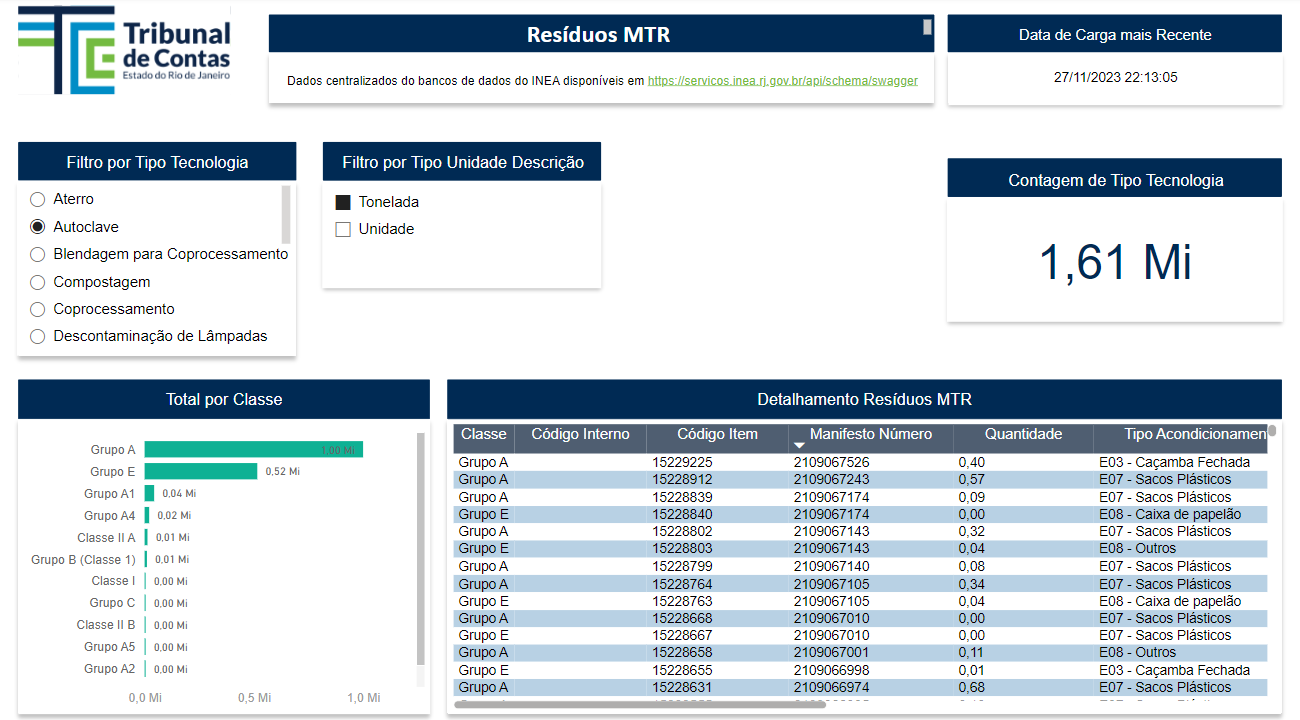 Tribunal
de Contas
Estado do Rio de Janeiro
Resíduos MTR
Dados centralizados do bancos de dados do INEA disponíveis em https://servicos.inea.rj.gov.br/api/schema/swagger
Data de Carga mais Recente
27/11/2023 22:13:05
Filtro por Tipo Tecnologia
Aterro
Autoclave
Blendagem para Coprocessamento
Compostagem
Coprocessamento
Descontaminação de Lâmpadas
Filtro por Tipo Unidade Descrição
Tonelada
Unidade
Contagem de Tipo Tecnologia
1,61 Mi
Total por Classe
Grupo A 1,00 Mi
Grupo E 0,52 Mi
Grupo A1 0,04 Mi
Grupo A4 0,02 Mi
Classe II A 0,01 Mi
Grupo B (Classe 1) 0,01 Mi
Classe I 0,00 Mi
Grupo C 0,00 Mi
Classe II B 0,00 Mi
Grupo A5 0,00 Mi
Grupo A2 0,00 Mi
0,0 Mi 0,5 Mi 1,0 Mi
Detalhamento Resíduos MTR
Classe Código Interno Código Item Manifesto Número Quantidade Tipo Acondicionamen
Grupo A 15229225 2109067526 0,40 E03 - Caçamba Fechada
Grupo A 15228912 2109067243 0,57 E07 - Sacos Plásticos
Grupo A 15228839 2109067174 0,09 E07 - Sacos Plásticos
Grupo E 15228840 2109067174 0,00 E08 - Caixa de papelão
Grupo A 15228802 2109067143 0,32 E07 - Sacos Plásticos
Grupo E 15228803 2109067143 0,04 E08 - Outros
Grupo A 15228799 2109067140 0,08 E07 - Sacos Plásticos
Grupo A 15228764 2109067105 0,34 E07 - Sacos Plásticos
Grupo E 15228763 2109067105 0,04 E08 - Caixa de papelão
Grupo A 15228668 2109067010 0,00 E07 - Sacos Plásticos
Grupo E 15228667 2109067010 0,00 E07 - Sacos Plásticos
Grupo A 15228658 2109067001 0,11 E08 - Outros
Grupo E 15228655 2109066998 0,01 E03 - Caçamba Fechada
Grupo A 15228631 2109066974 0,68 E07 - Sacos Plásticos